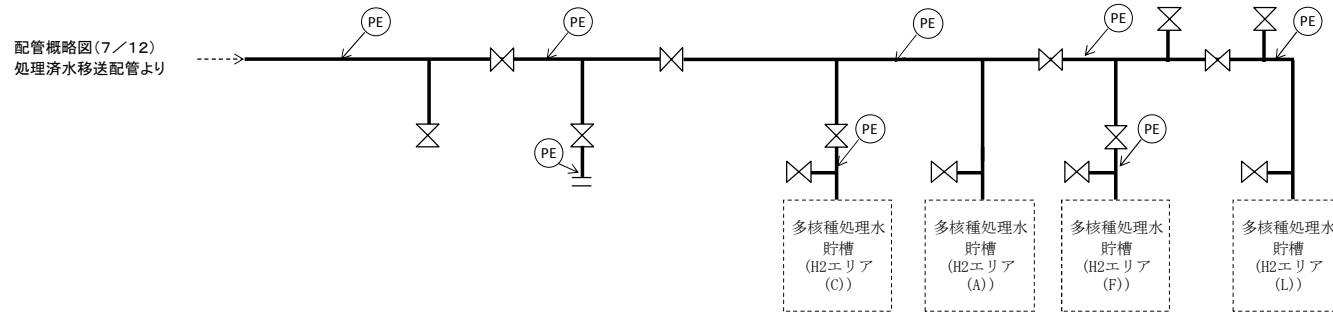 PE
PE
PE
PE
PE
配管概略図(7／12)
処理済水移送配管より
PE
PE
PE
多核種処理水
貯槽
(H2エリア
(C))
多核種処理水
貯槽
(H2エリア
(A))
多核種処理水
貯槽
(H2エリア
(F))
多核種処理水
貯槽
(H2エリア
(L))